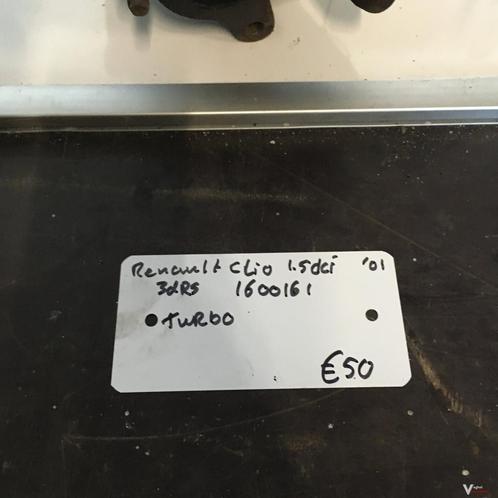 Renault Clio 1.5dci '01
3dRS 1600161
TURBO
€50